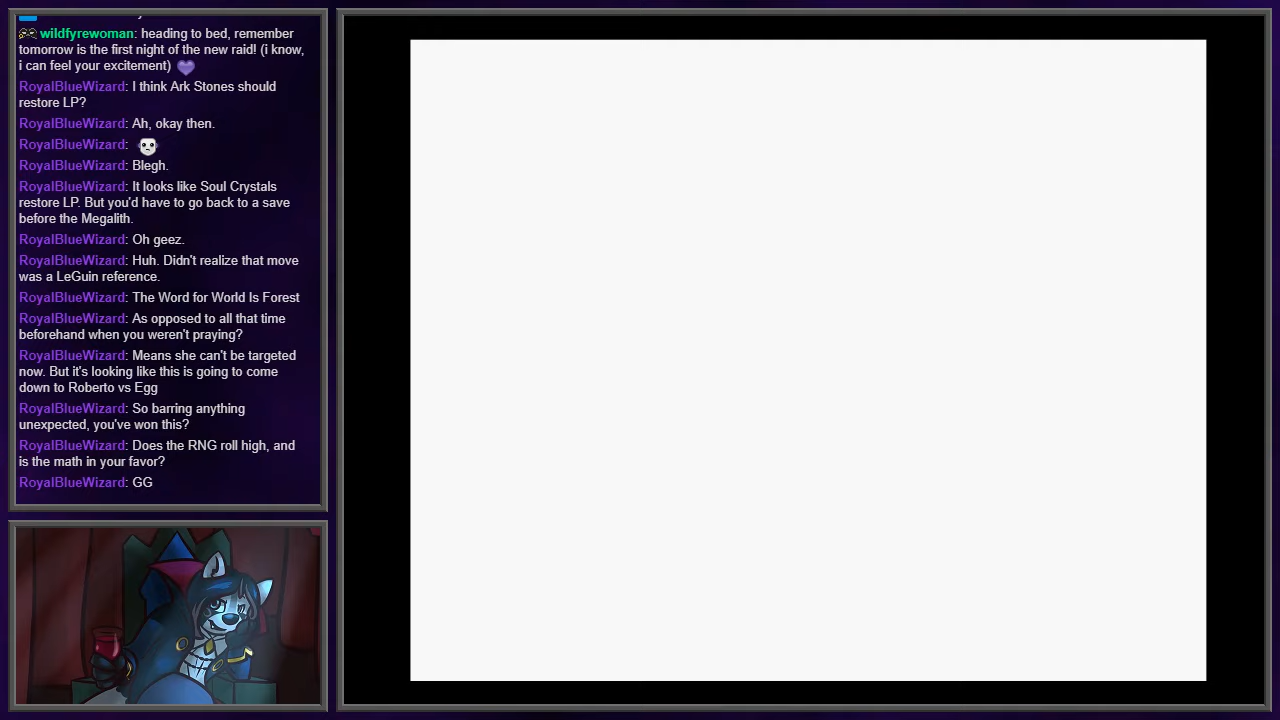 wildfyrewoman: heading to bed, remember
tomorrow is the first night of the new raid! (i know,
i can feel your excitement)
RoyalBlueWizard: I think Ark Stones should
restore LP?
RoyalBlueWizard: Ah, okay then.
RoyalBlueWizard:
RoyalBlueWizard: Blegh.
RoyalBlueWizard: It looks like Soul Crystals
restore LP. But you'd have to go back to a save
before the Megalith.
RoyalBlueWizard: Oh geez.
RoyalBlueWizard: Huh. Didn't realize that move
was a LeGuin reference.
RoyalBlueWizard: The Word for World Is Forest
RoyalBlueWizard: As opposed to all that time
beforehand when you weren't praying?
RoyalBlueWizard: Means she can't be targeted
now. But it's looking like this is going to come
down to Roberto vs Egg
RoyalBlueWizard: So barring anything
unexpected, you've won this?
RoyalBlueWizard: Does the RNG roll high, and
is the math in your favor?
RoyalBlueWizard: GG